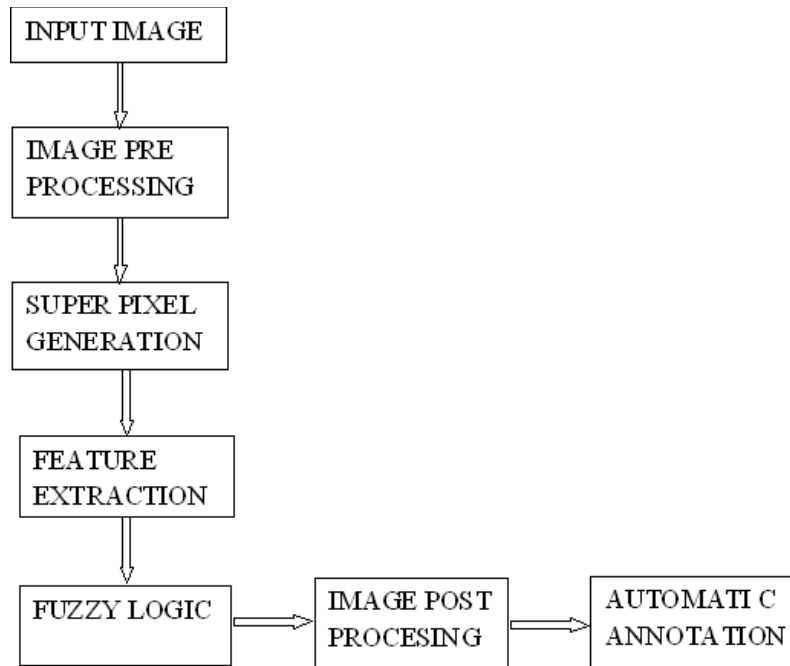 INPUT IMAGE
IMAGE PRE
PROCESSING
SUPER PIXEL
GENERATION
FEATURE
EXTRACTION
FUZZY LOGIC
IMAGE POST
PROCESING
AUTOMATI C
ANNOTATION